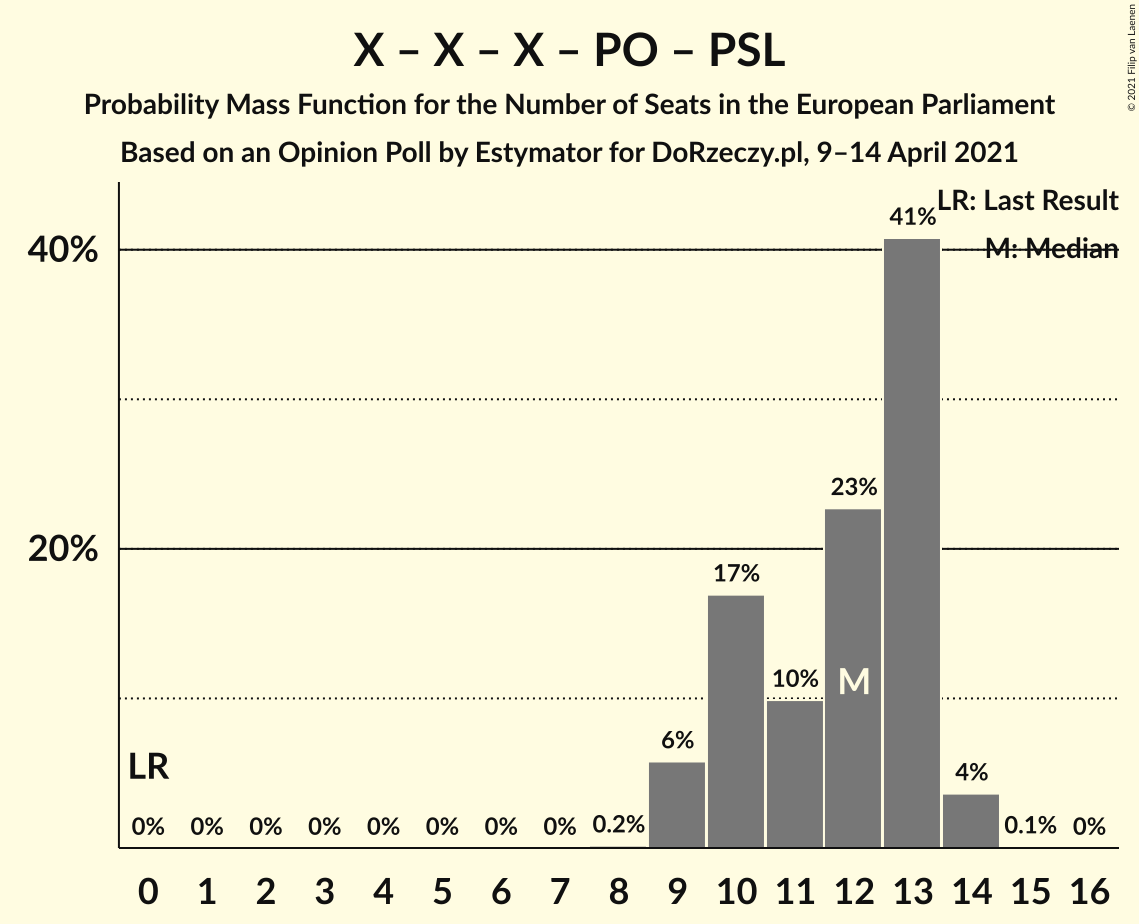 X – X – X – PO – PSL
Probability Mass Function for the Number of Seats in the European Parliament
Based on an Opinion Poll by Estymator for DoRzeczy.pl, 9–14 April 2021
© 2021 Filip van Laenen
LR: Last Result
M: Median
40%
20%
41%
23%
17%
10%
M
6%
4%
LR
0% 0% 0% 0% 0% 0% 0% 0% 0.2% 0.1% 0%
0 1 2 3 4 5 6 7 8 9 10 11 12 13 14 15 16